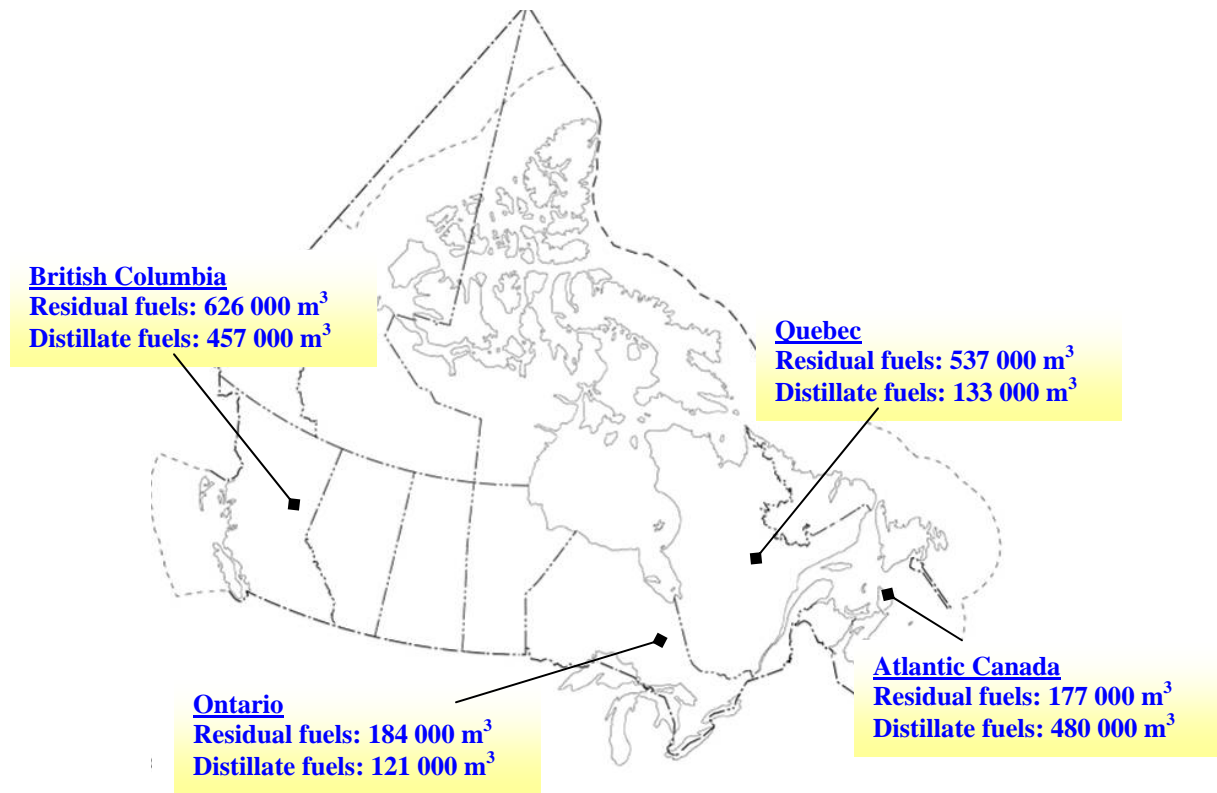 British Columbia
Residual fuels: 626 000 m³
Distillate fuels: 457 000 m³
Quebec
Residual fuels: 537 000 m³
Distillate fuels: 133 000 m³
Atlantic Canada
Residual fuels: 177 000 m³
Distillate fuels: 480 000 m³
Ontario
Residual fuels: 184 000 m³
Distillate fuels: 121 000 m³